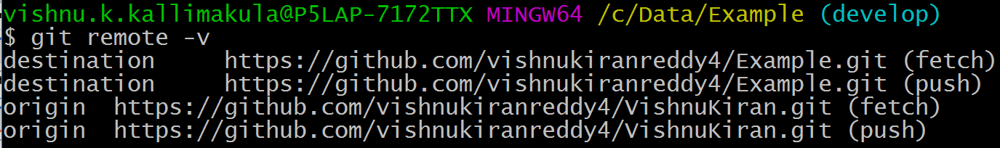 vishnu.k.kallimakula@P5LAP-7172TTX MINGW64 /c/Data/Example (develop)
$ git remote -v
destination     https://github.com/vishnukiranreddy4/Example.git (fetch)
destination     https://github.com/vishnukiranreddy4/Example.git (push)
origin  https://github.com/vishnukiranreddy4/VishnuKiran.git (fetch)
origin  https://github.com/vishnukiranreddy4/VishnuKiran.git (push)